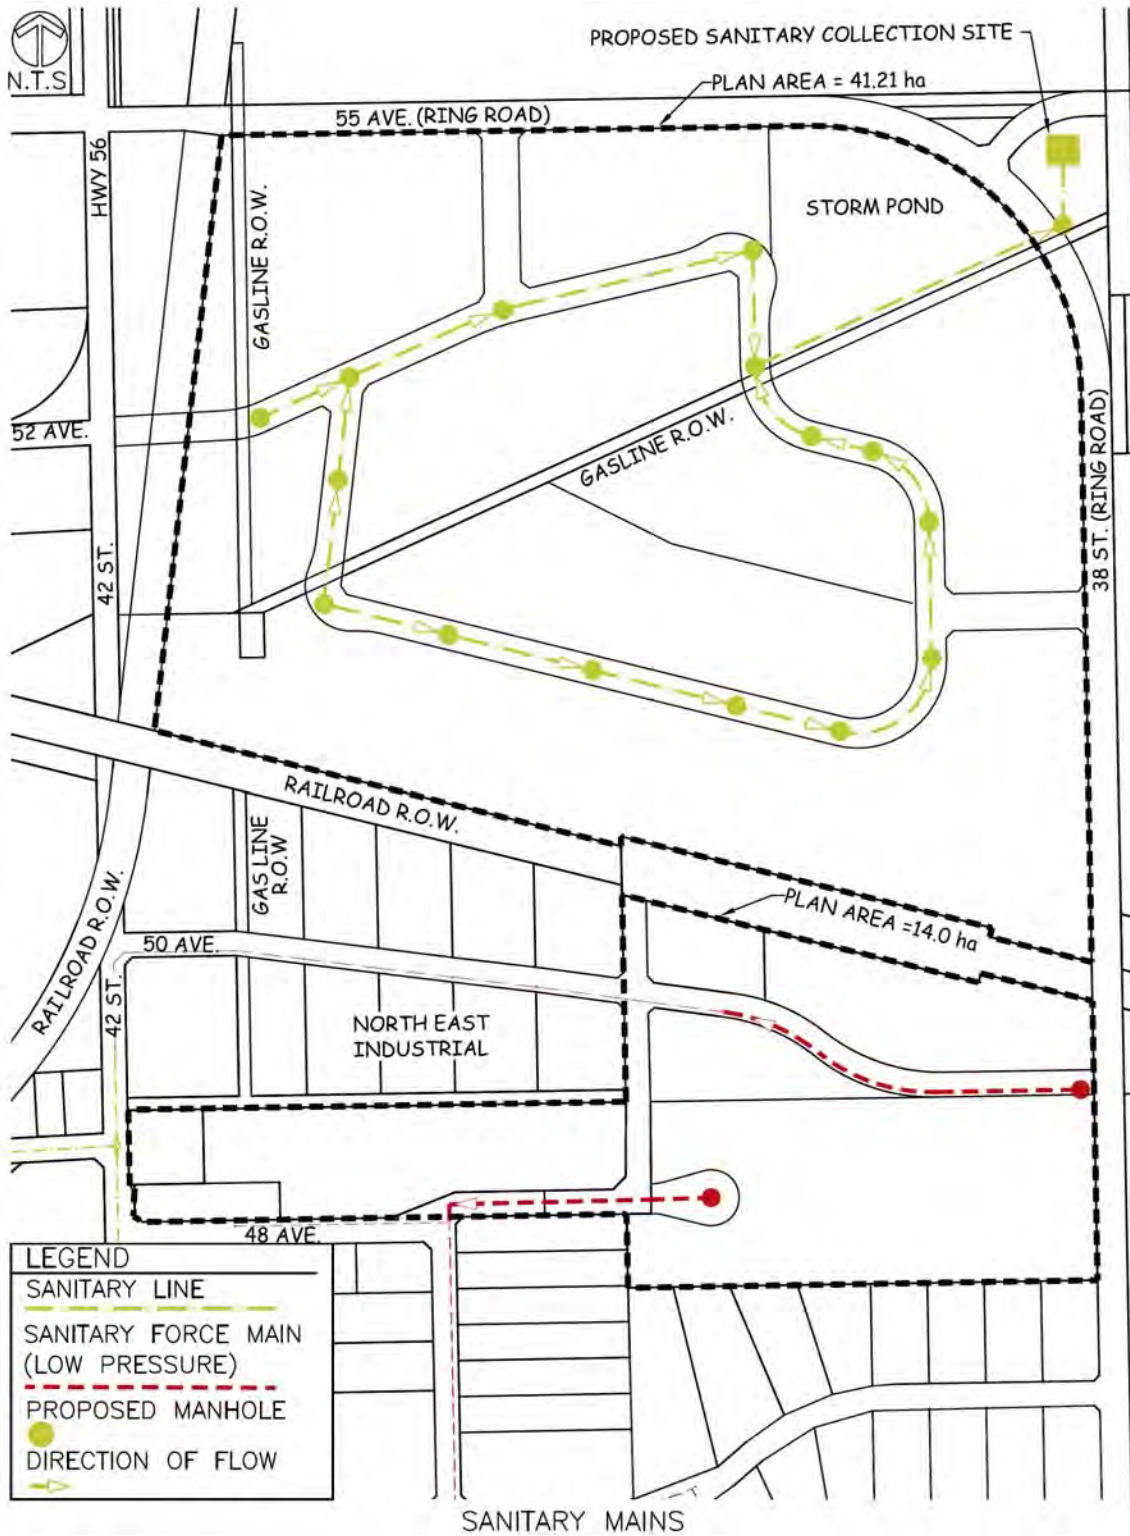 PROPOSED SANITARY COLLECTION SITE
N.T.S
PLAN AREA = 41.21 ha
55 AVE. (RING ROAD)
HWY 56
GASLINE R.O.W.
STORM POND
52 AVE.
GASLINE R.O.W.
38 ST. (RING ROAD)
42 ST.
RAILROAD R.O.W.
GAS LINE
R.O.W
RAILROAD R.O.W.
PLAN AREA =14.0 ha
50 AVE.
42 ST.
NORTH EAST
INDUSTRIAL
48 AVE.
LEGEND
SANITARY LINE
SANITARY FORCE MAIN
(LOW PRESSURE)
PROPOSED MANHOLE
DIRECTION OF FLOW
SANITARY MAINS